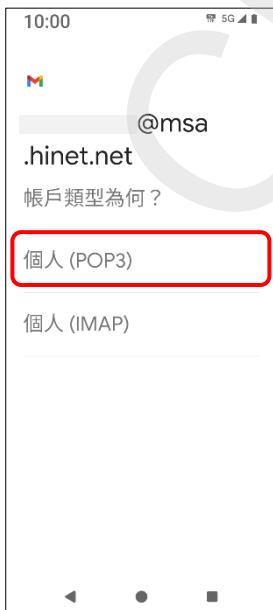 10:00
5G
@msa
.hinet.net
帳戶類型為何？
個人 (POP3)
個人 (IMAP)